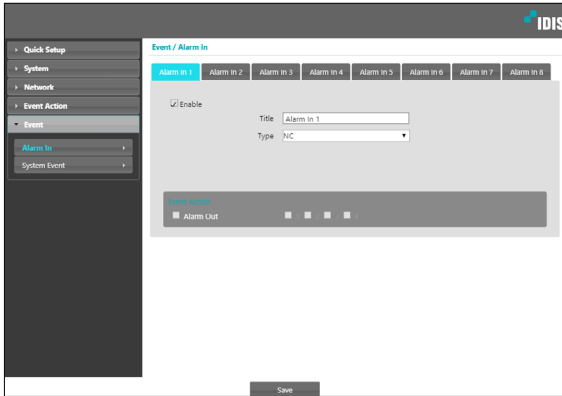 IDIS
Quick Setup
Event / Alarm In
System
Alarm In 1 Alarm In 2 Alarm In 3 Alarm In 4 Alarm In 5 Alarm In 6 Alarm In 7 Alarm In 8
Network
Event Action
Enable
Title Alarm In 1
Event
Type NC
Alarm In
System Event
Event Action
Alarm Out
Save